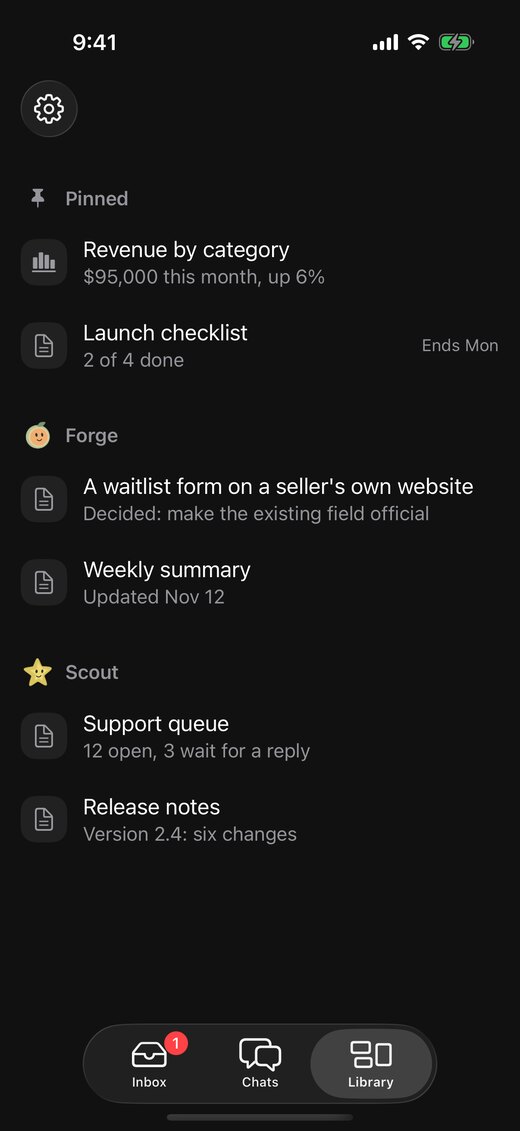 9:41
Pinned
Revenue by category
$95,000 this month, up 6%
Launch checklist
2 of 4 done
Ends Mon
Forge
A waitlist form on a seller's own website
Decided: make the existing field official
Weekly summary
Updated Nov 12
Scout
Support queue
12 open, 3 wait for a reply
Release notes
Version 2.4: six changes
1
Inbox
Chats
Library